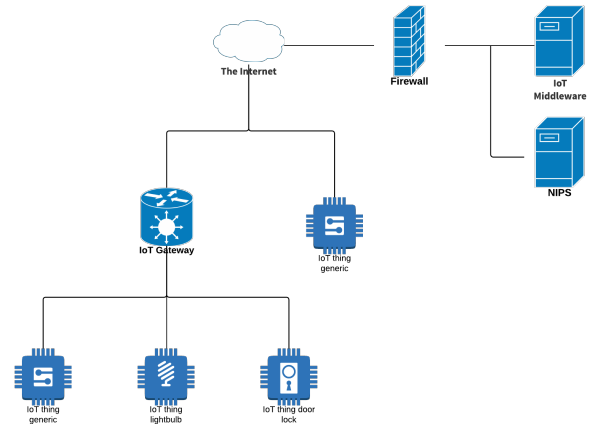 The Internet
Firewall
IoT
Middleware
NIPS
IoT Gateway
IoT thing
generic
IoT thing
generic
IoT thing
lightbulb
IoT thing door
lock